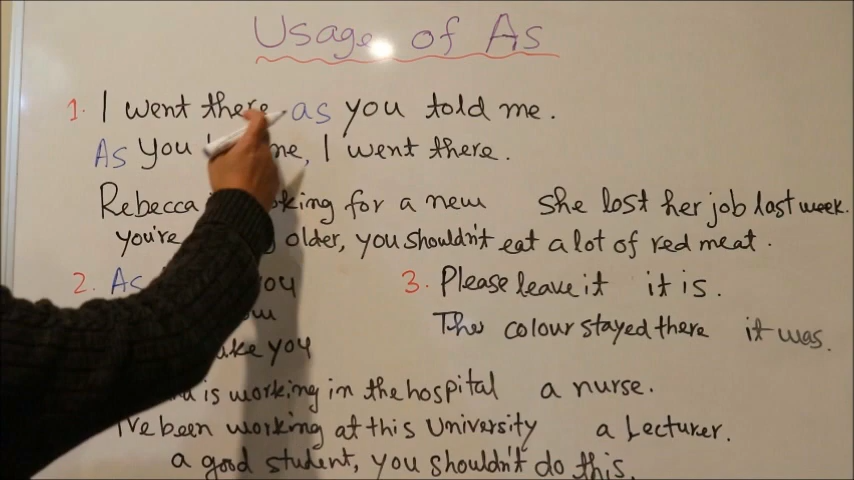 Usage of As
1. I went there as you told me.
As you me, I went there.
Rebecca looking for a new she lost her job last week.
you're older, you shouldn't eat a lot of red meat.
2. As you
3. Please leave it it is.
The colour stayed there it was.
you
is working in the hospital a nurse.
I've been working at this University a Lecturer.
a good student, you shouldn't do this.